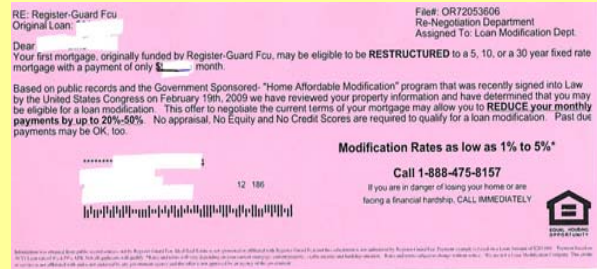 RE: Register-Guard Fcu
Original Loan:
File#: OR72053606
Re-Negotiation Department
Assigned To: Loan Modification Dept.
Dear
Your first mortgage, originally funded by Register-Guard Fcu, may be eligible to be RESTRUCTURED to a 5, 10, or a 30 year fixed rate
mortgage with a payment of only month.
Based on public records and the Government Sponsored- "Home Affordable Modification" program that was recently signed into Law
by the United States Congress on February 19th, 2009 we have reviewed your property information and have determined that you may
be eligible for a loan modification. This offer to negotiate the current terms of your mortgage may allow you to REDUCE your monthly
payments by up to 20%-50%. No appraisal, No Equity and No Credit Scores are required to qualify for a loan modification. Past due
payments may be OK, too.
********
12 186
Modification Rates as low as 1% to 5%*
Call 1-888-475-8157
If you are in danger of losing your home or are
facing a financial hardship, CALL IMMEDIATELY
EQUAL HOUSING
OPPORTUNITY